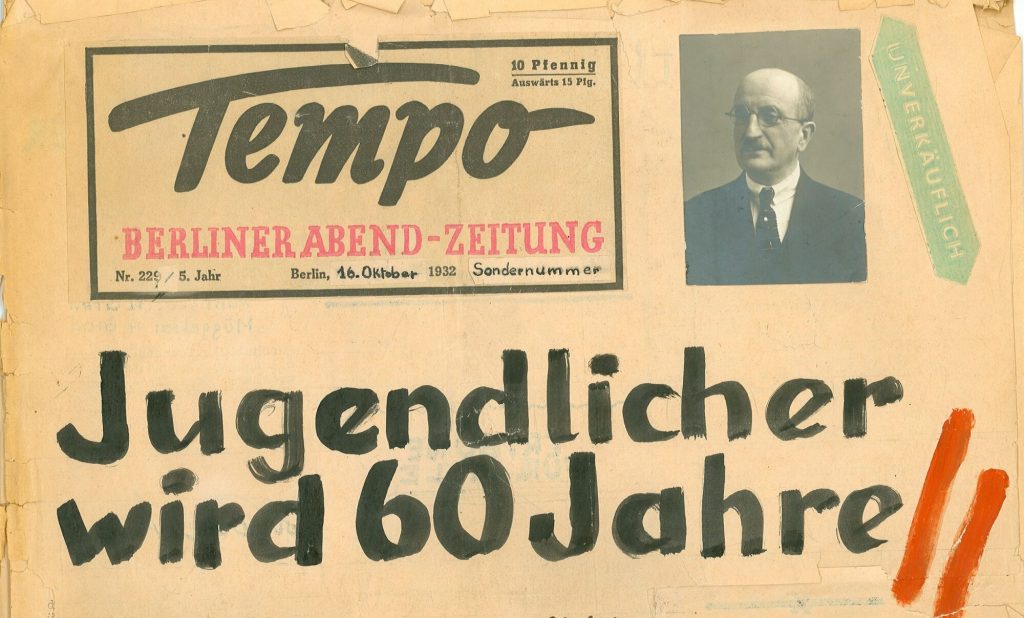 10 Pfennig
Auswärts 15 Pfg.
Tempo
BERLINER ABEND-ZEITUNG
Nr. 229/5. Jahr Berlin, 16. Oktober 1932 Sondernummer
UNVERKÄUFLICH
Jugendlicher
wird 60 Jahre!!